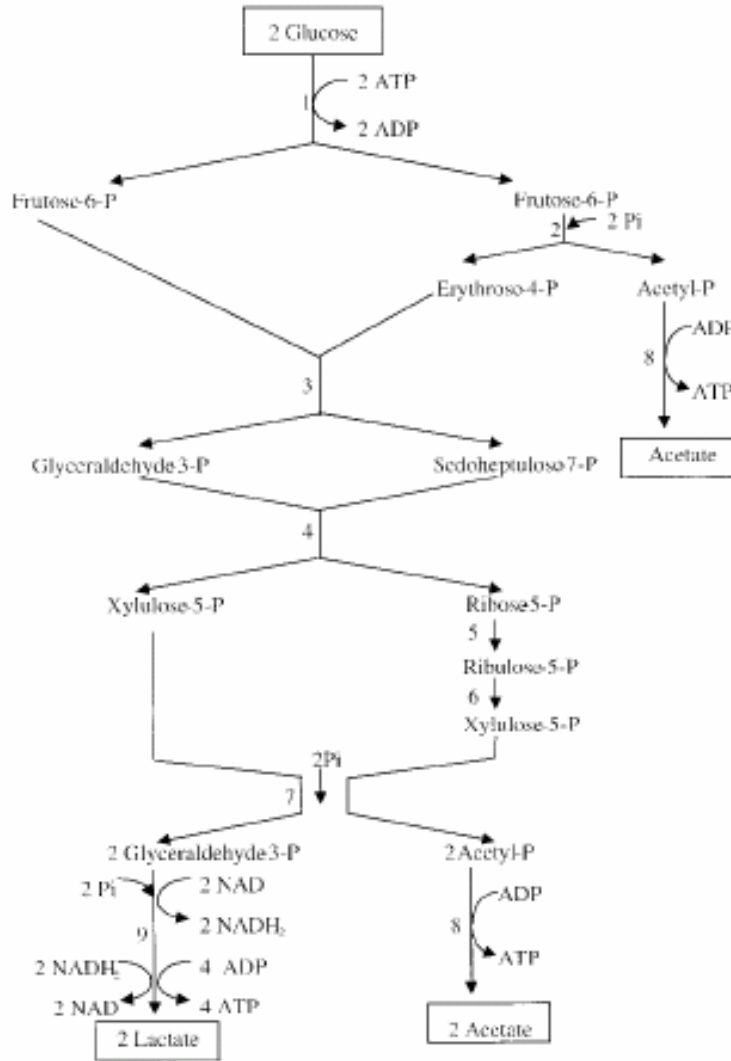 2 Glucose
2 ATP
1
2 ADP
Frutose-6-P
Frutose-6-P
2
2 Pi
Erythroso-4-P
Acetyl-P
ADP
8
ATP
3
Glyceraldehyde 3-P
Sedoheptuloso 7-P
Acetate
4
Xylulose-5-P
Ribose 5-P
5
Ribulose-5-P
6
Xylulose-5-P
2Pi
7
2 Glyceraldehyde 3-P
2 Acetyl-P
2 Pi
2 NAD
ADP
2 NADH₂
9
8
ATP
2 NADH₂
4 ADP
2 NAD
4 ATP
2 Lactate
2 Acetate